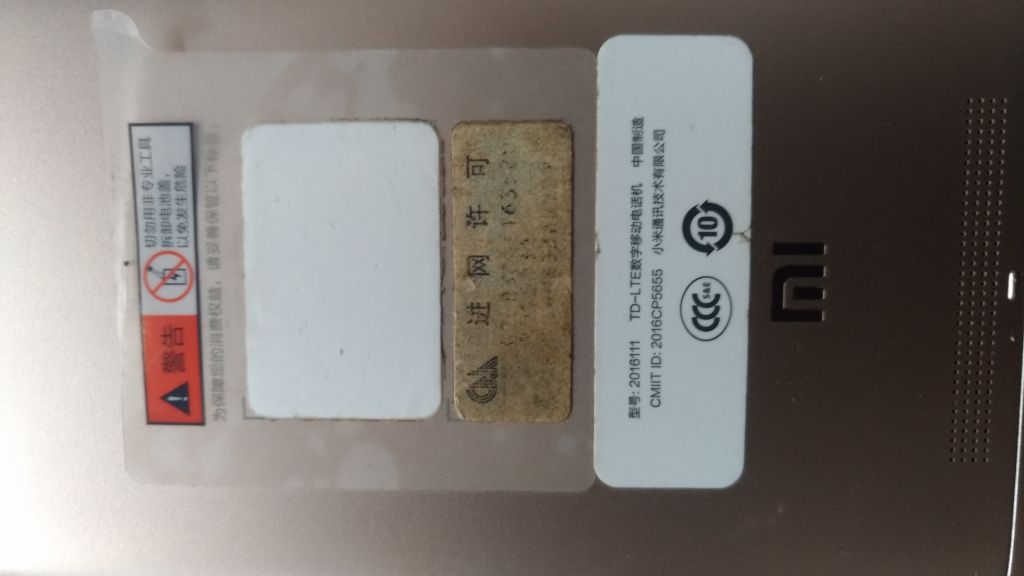 警告
切勿用非专业工具
拆卸电池盖,
以免发生危险
为保障您的消费权益,请妥善保管以下标签
进网许可
型号: 2016111 TD-LTE数字移动电话机 中国制造
CMIIT ID: 2016CP5655 小米通讯技术有限公司
CCC S&E
10
MI